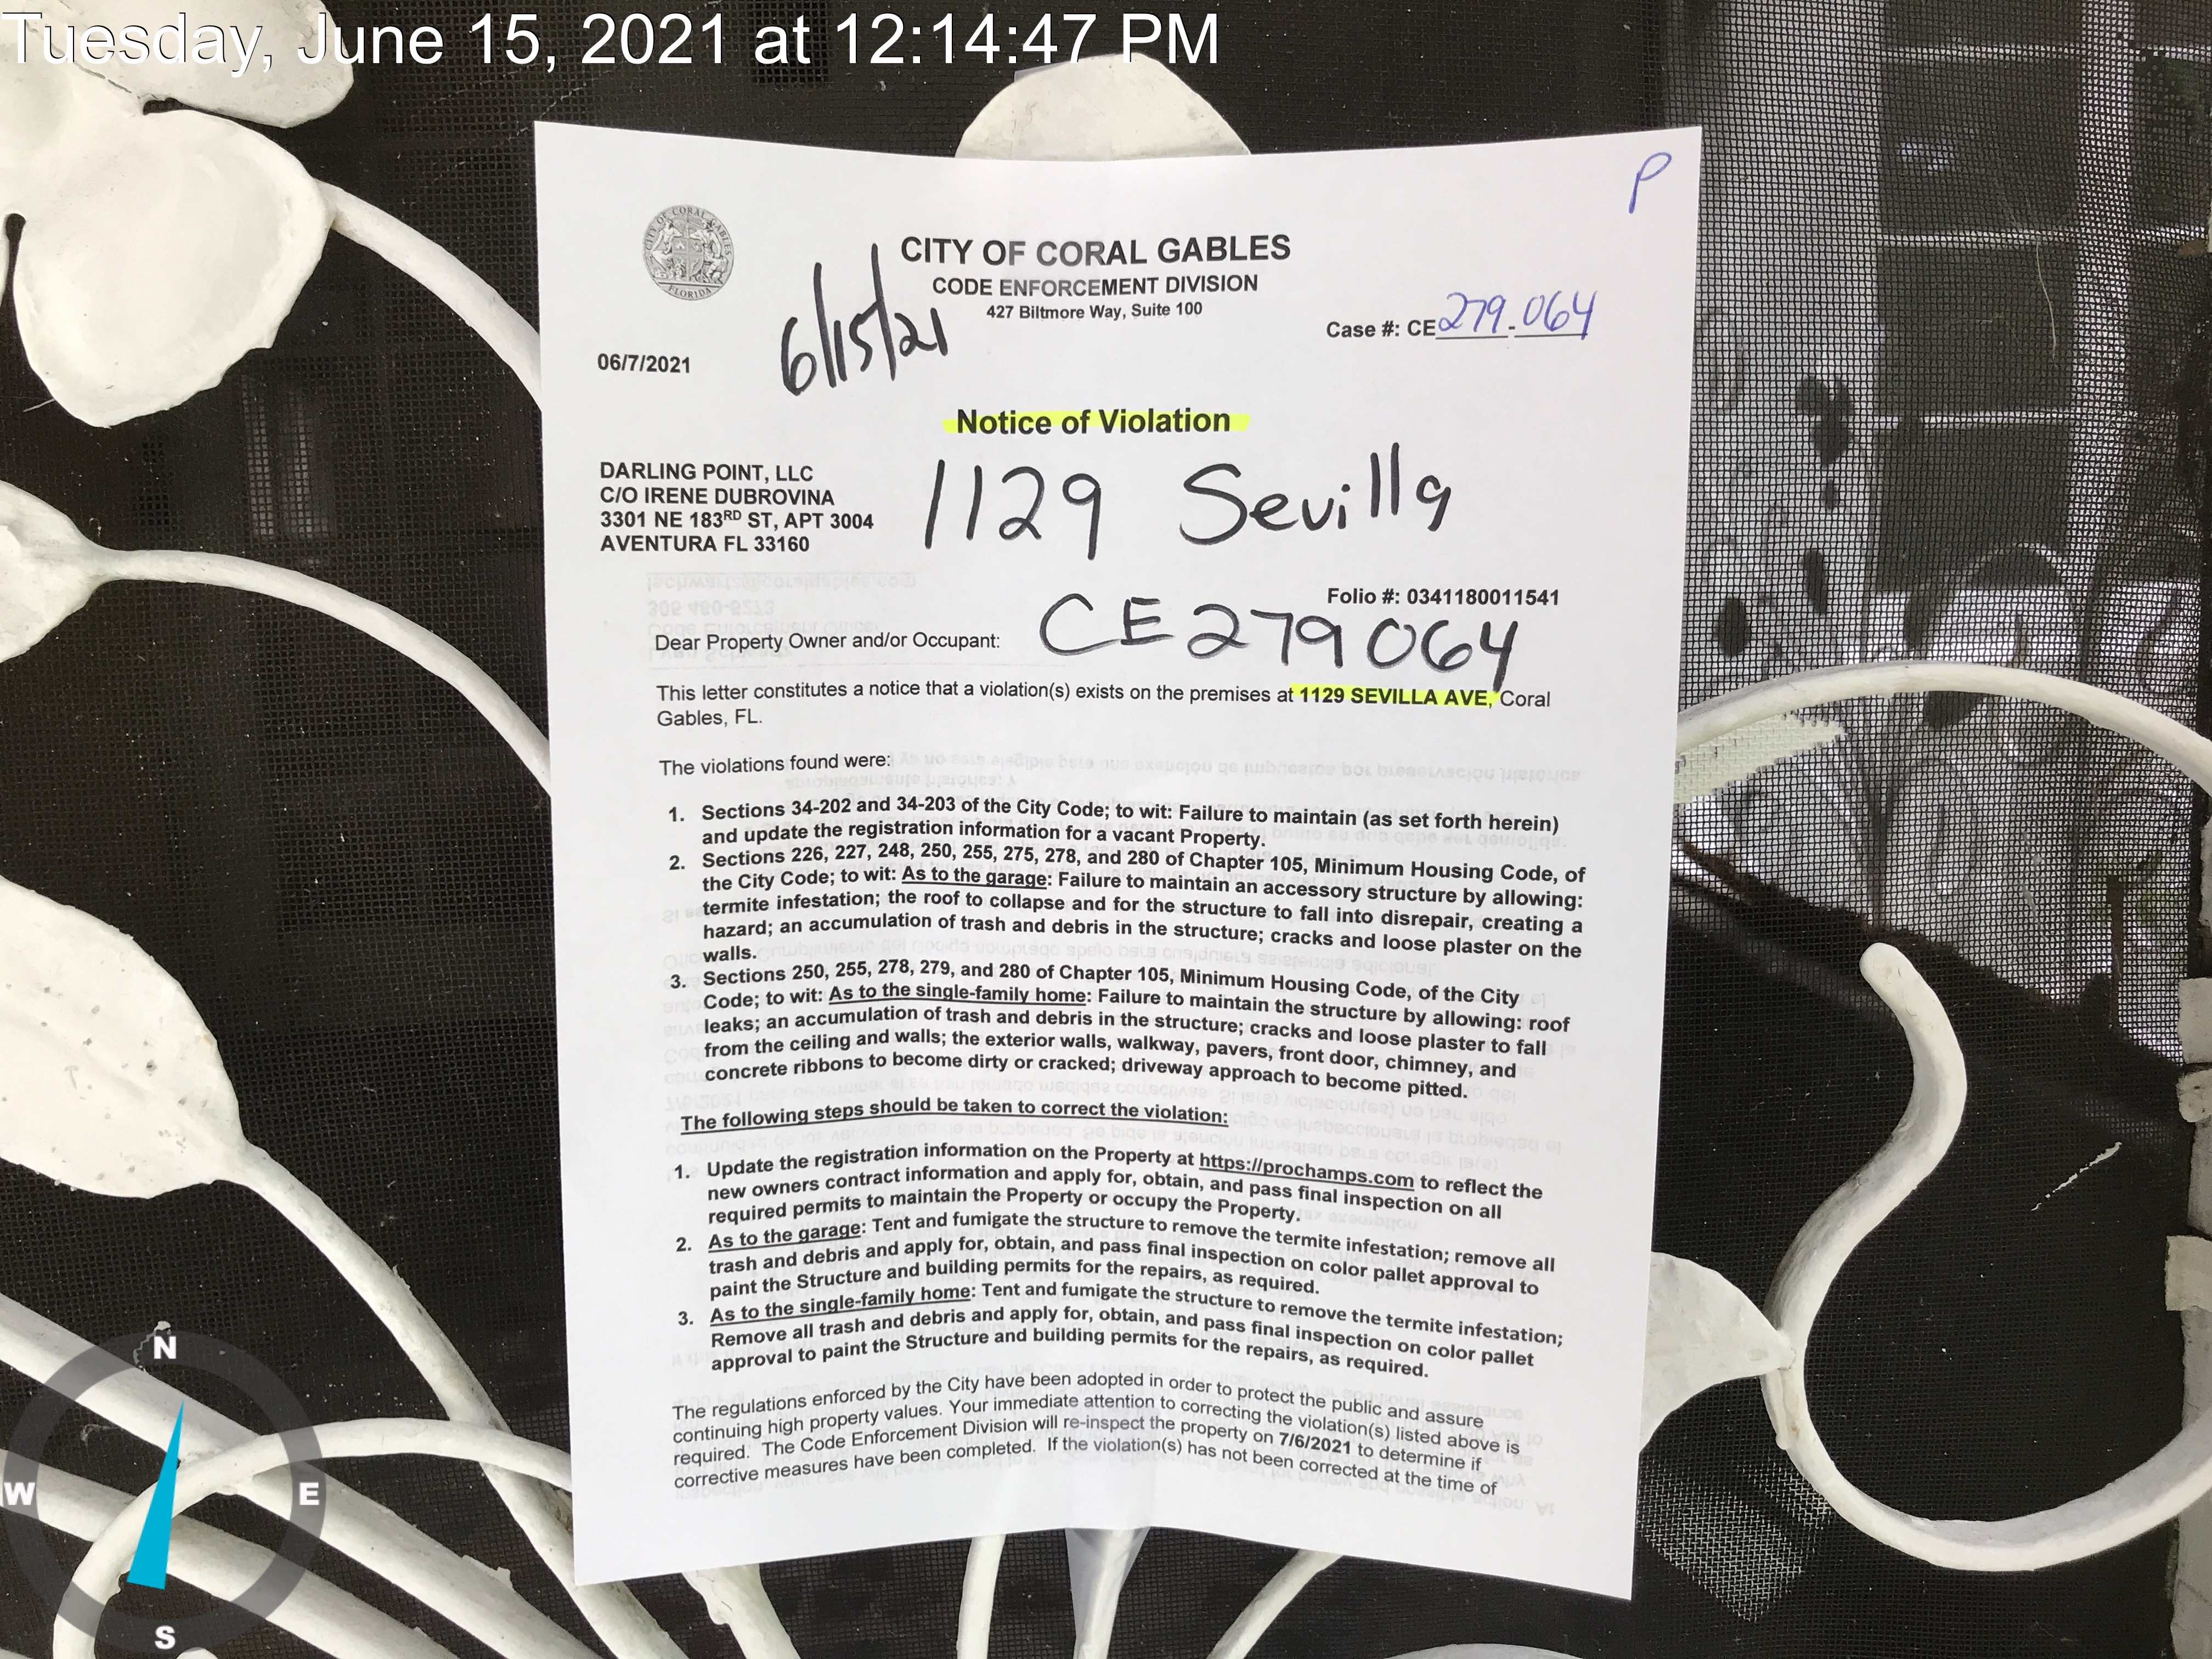 Tuesday, June 15, 2021 at 12:14:47 PM
P
CITY OF CORAL GABLES
FLORIDA
CITY OF CORAL GABLES
CODE ENFORCEMENT DIVISION
427 Biltmore Way, Suite 100
Case #: CE 279-064
06/7/2021
6/15/21
Notice of Violation
DARLING POINT, LLC
C/O IRENE DUBROVINA
3301 NE 183RD ST, APT 3004
AVENTURA FL 33160
1129 Sevilla
Folio #: 0341180011541
CE279064
Dear Property Owner and/or Occupant:
This letter constitutes a notice that a violation(s) exists on the premises at 1129 SEVILLA AVE, Coral
Gables, FL.
The violations found were:
1. Sections 34-202 and 34-203 of the City Code; to wit: Failure to maintain (as set forth herein)
and update the registration information for a vacant Property.
2. Sections 226, 227, 248, 250, 255, 275, 278, and 280 of Chapter 105, Minimum Housing Code, of
the City Code; to wit: As to the garage: Failure to maintain an accessory structure by allowing:
termite infestation; the roof to collapse and for the structure to fall into disrepair, creating a
hazard; an accumulation of trash and debris in the structure; cracks and loose plaster on the
walls.
3. Sections 250, 255, 278, 279, and 280 of Chapter 105, Minimum Housing Code, of the City
Code; to wit: As to the single-family home: Failure to maintain the structure by allowing: roof
leaks; an accumulation of trash and debris in the structure; cracks and loose plaster to fall
from the ceiling and walls; the exterior walls, walkway, pavers, front door, chimney, and
concrete ribbons to become dirty or cracked; driveway approach to become pitted.
The following steps should be taken to correct the violation:
1. Update the registration information on the Property at https://prochamps.com to reflect the
new owners contract information and apply for, obtain, and pass final inspection on all
required permits to maintain the Property or occupy the Property.
2. As to the garage: Tent and fumigate the structure to remove the termite infestation; remove all
trash and debris and apply for, obtain, and pass final inspection on color pallet approval to
paint the Structure and building permits for the repairs, as required.
3. As to the single-family home: Tent and fumigate the structure to remove the termite infestation;
Remove all trash and debris and apply for, obtain, and pass final inspection on color pallet
approval to paint the Structure and building permits for the repairs, as required.
The regulations enforced by the City have been adopted in order to protect the public and assure
continuing high property values. Your immediate attention to correcting the violation(s) listed above is
required. The Code Enforcement Division will re-inspect the property on 7/6/2021 to determine if
corrective measures have been completed. If the violation(s) has not been corrected at the time of
N
W
E
S